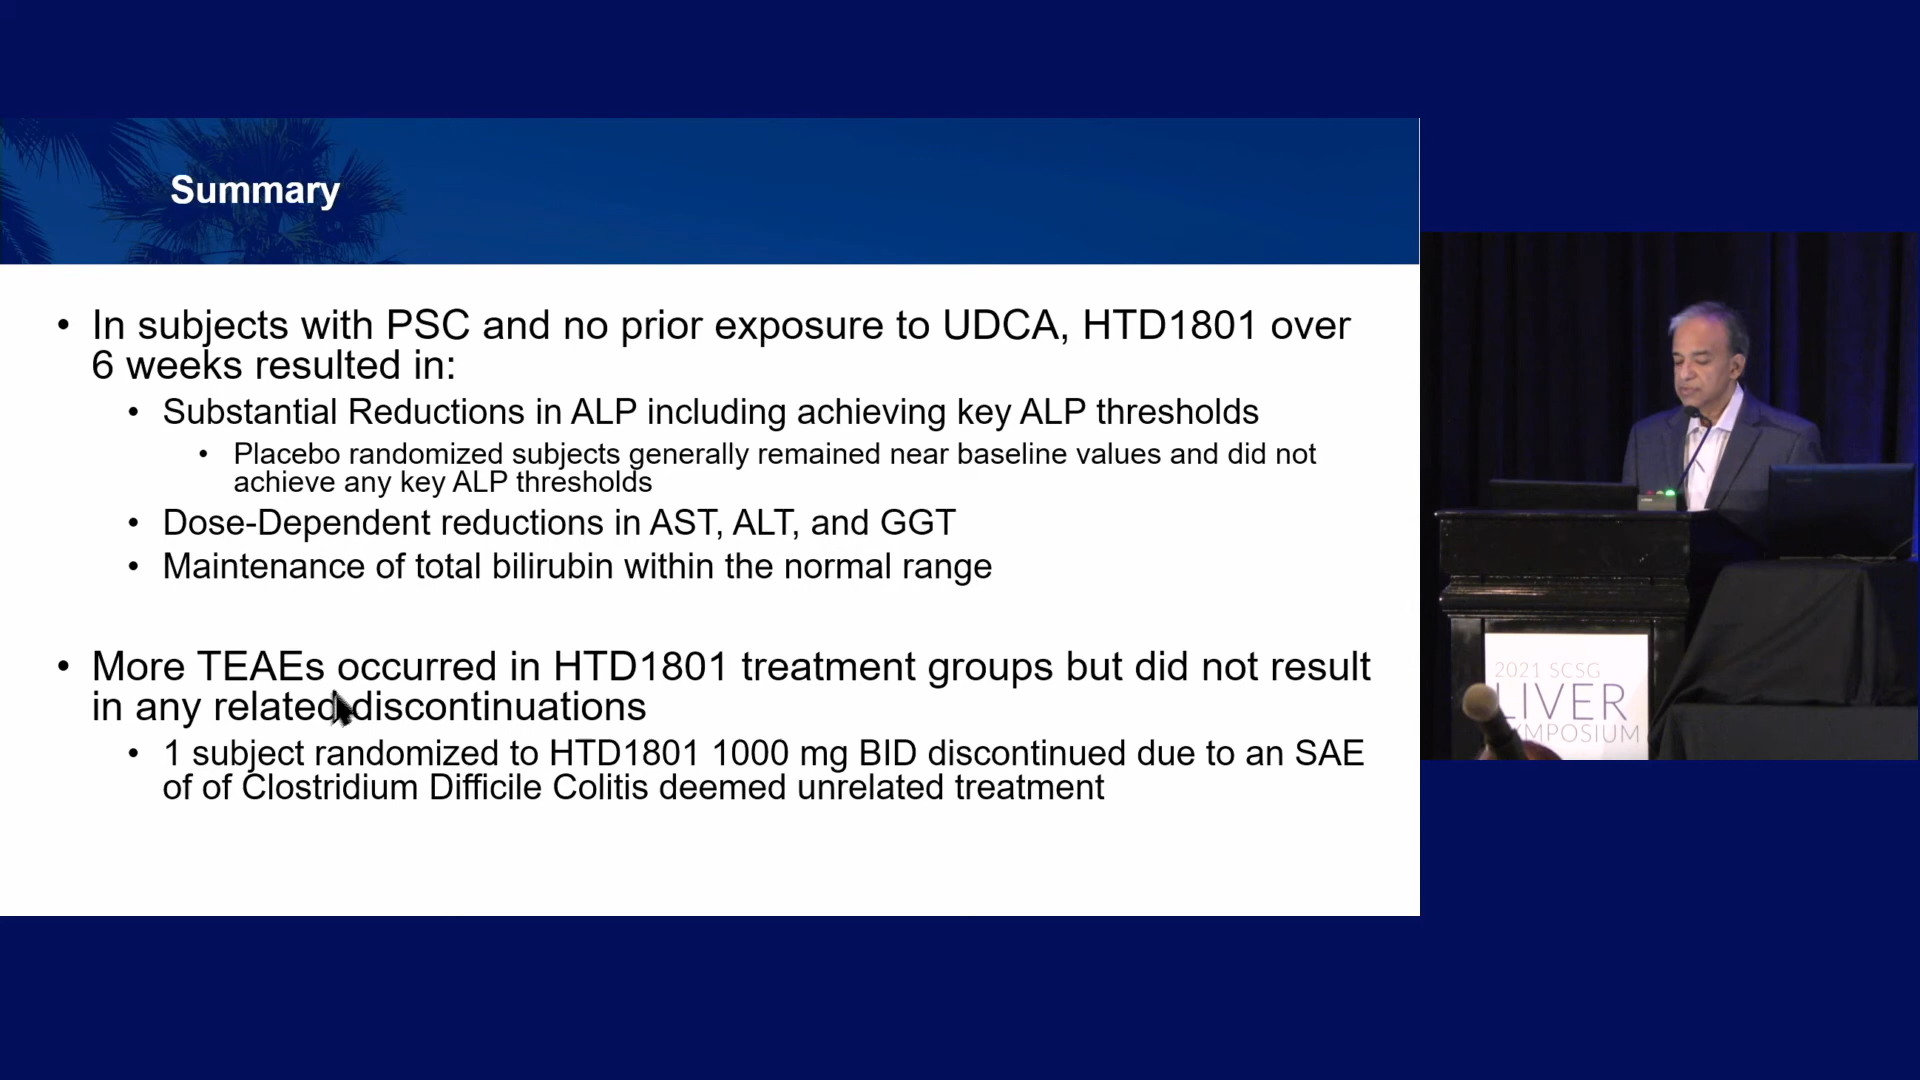 Summary
• In subjects with PSC and no prior exposure to UDCA, HTD1801 over
6 weeks resulted in:
• Substantial Reductions in ALP including achieving key ALP thresholds
• Placebo randomized subjects generally remained near baseline values and did not
achieve any key ALP thresholds
• Dose-Dependent reductions in AST, ALT, and GGT
• Maintenance of total bilirubin within the normal range
• More TEAEs occurred in HTD1801 treatment groups but did not result
in any related discontinuations
• 1 subject randomized to HTD1801 1000 mg BID discontinued due to an SAE
of of Clostridium Difficile Colitis deemed unrelated treatment
2021 SCSG
LIVER